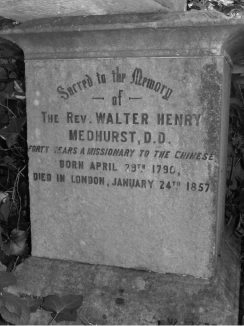 Sacred to the Memory
of
THE REV. WALTER HENRY
MEDHURST, D.D.
FORTY YEARS A MISSIONARY TO THE CHINESE
BORN APRIL 29TH 1796,
DIED IN LONDON, JANUARY 24TH 1857